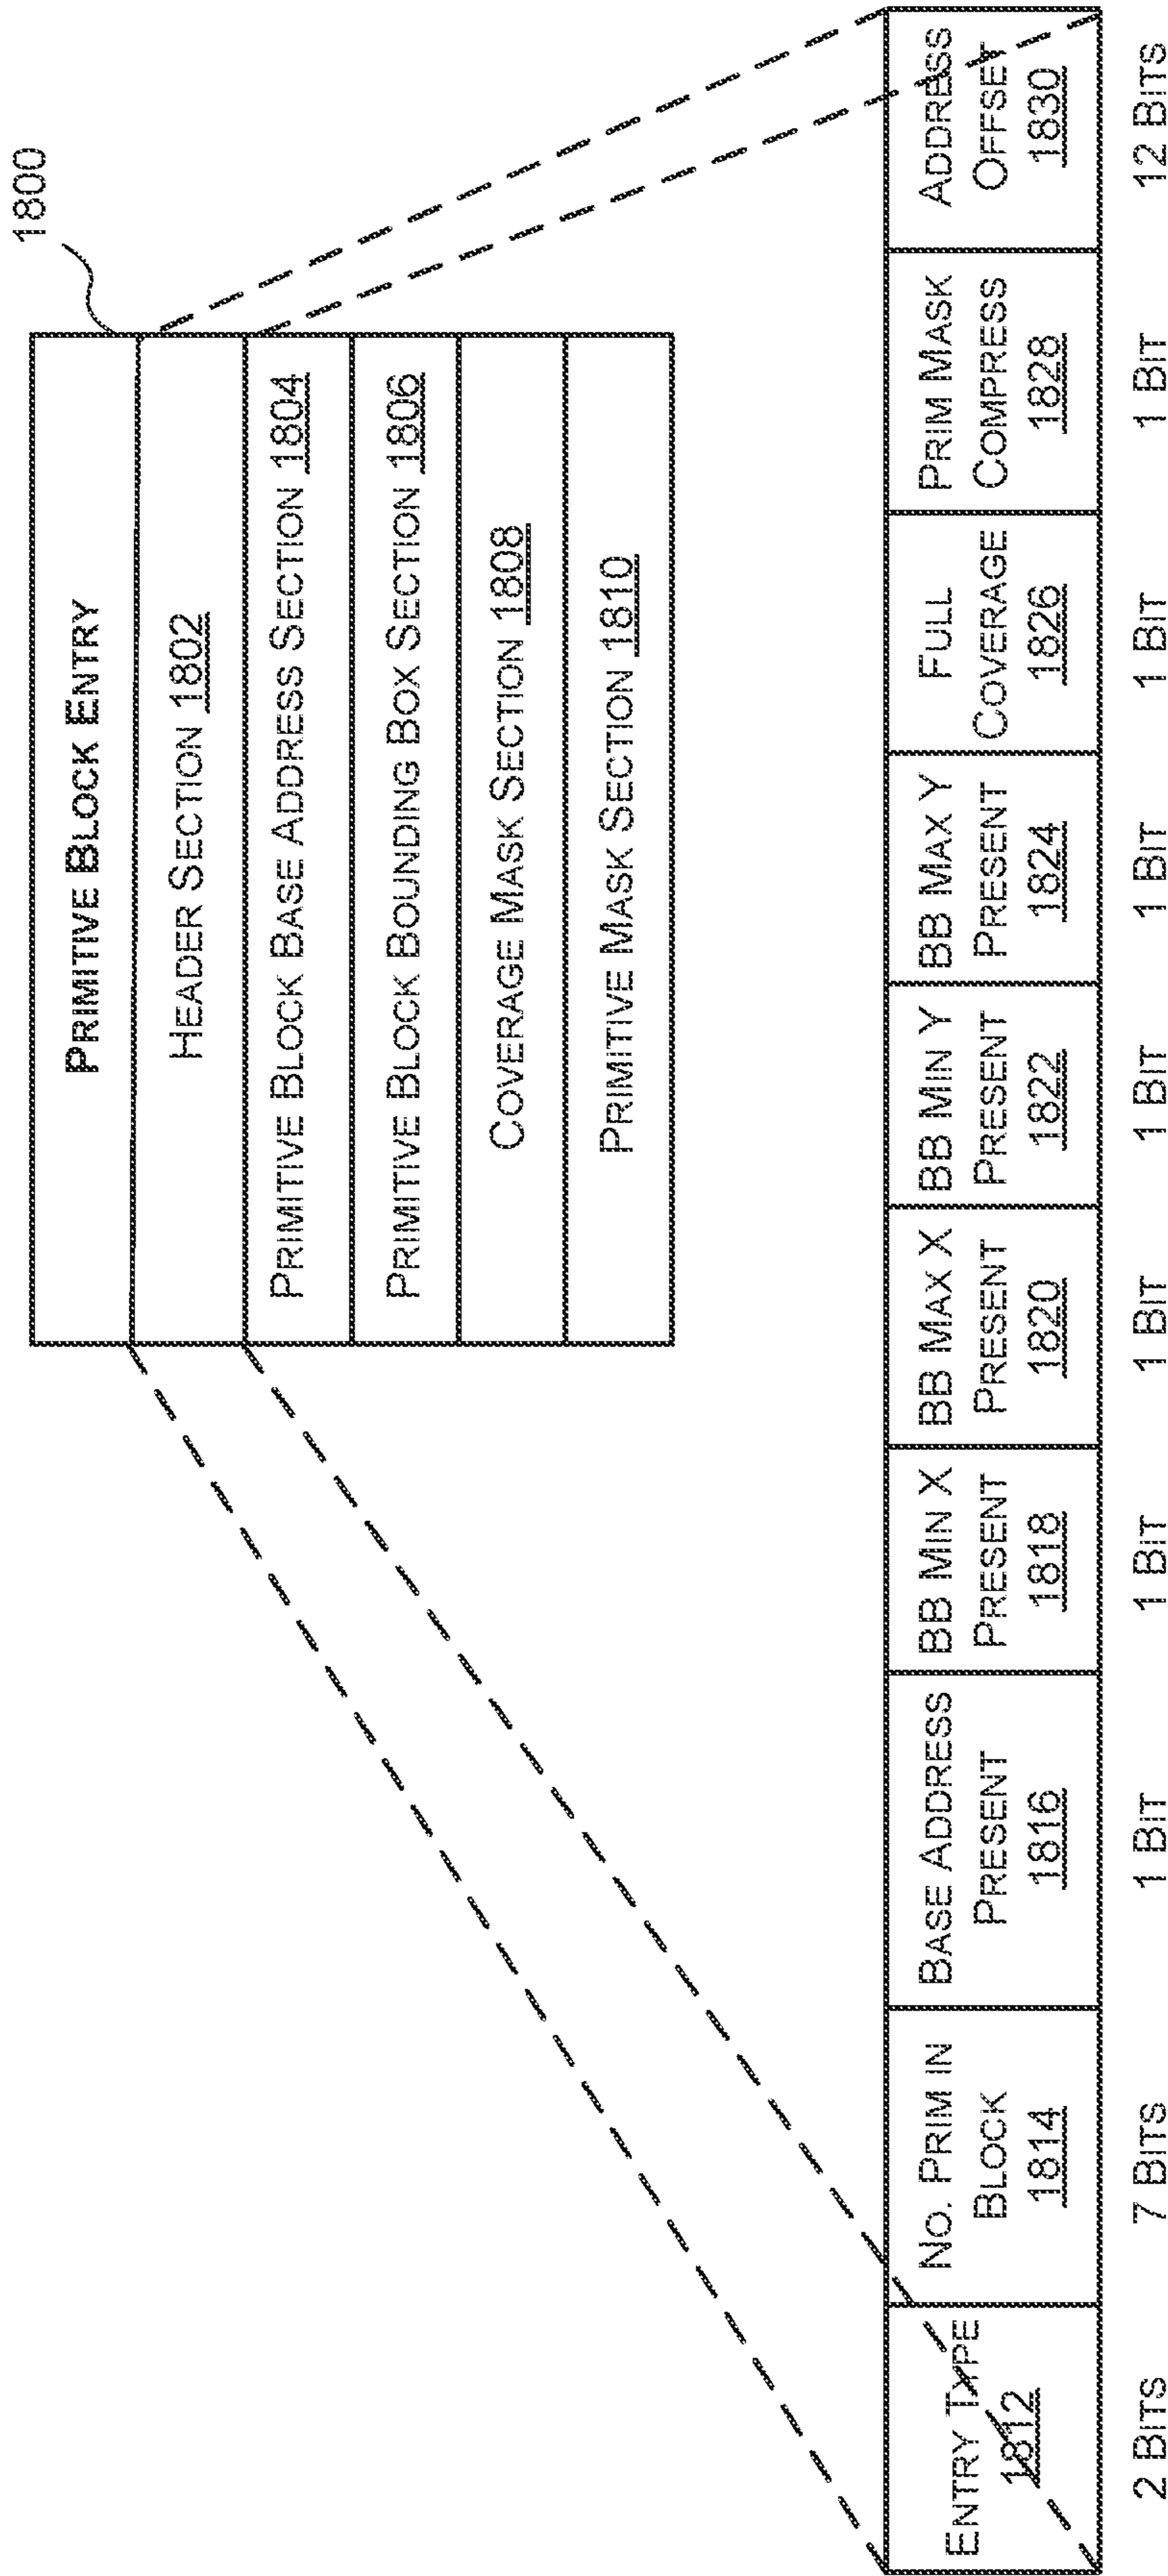 1800
PRIMITIVE BLOCK ENTRY
HEADER SECTION 1802
PRIMITIVE BLOCK BASE ADDRESS SECTION 1804
PRIMITIVE BLOCK BOUNDING BOX SECTION 1806
COVERAGE MASK SECTION 1808
PRIMITIVE MASK SECTION 1810
ENTRY TYPE
1812
2 BITS
NO. PRIM IN
BLOCK
1814
7 BITS
BASE ADDRESS
PRESENT
1816
1 BIT
BB MIN X
PRESENT
1818
1 BIT
BB MAX X
PRESENT
1820
1 BIT
BB MIN Y
PRESENT
1822
1 BIT
BB MAX Y
PRESENT
1824
1 BIT
FULL
COVERAGE
1826
1 BIT
PRIM MASK
COMPRESS
1828
1 BIT
ADDRESS
OFFSET
1830
12 BITS